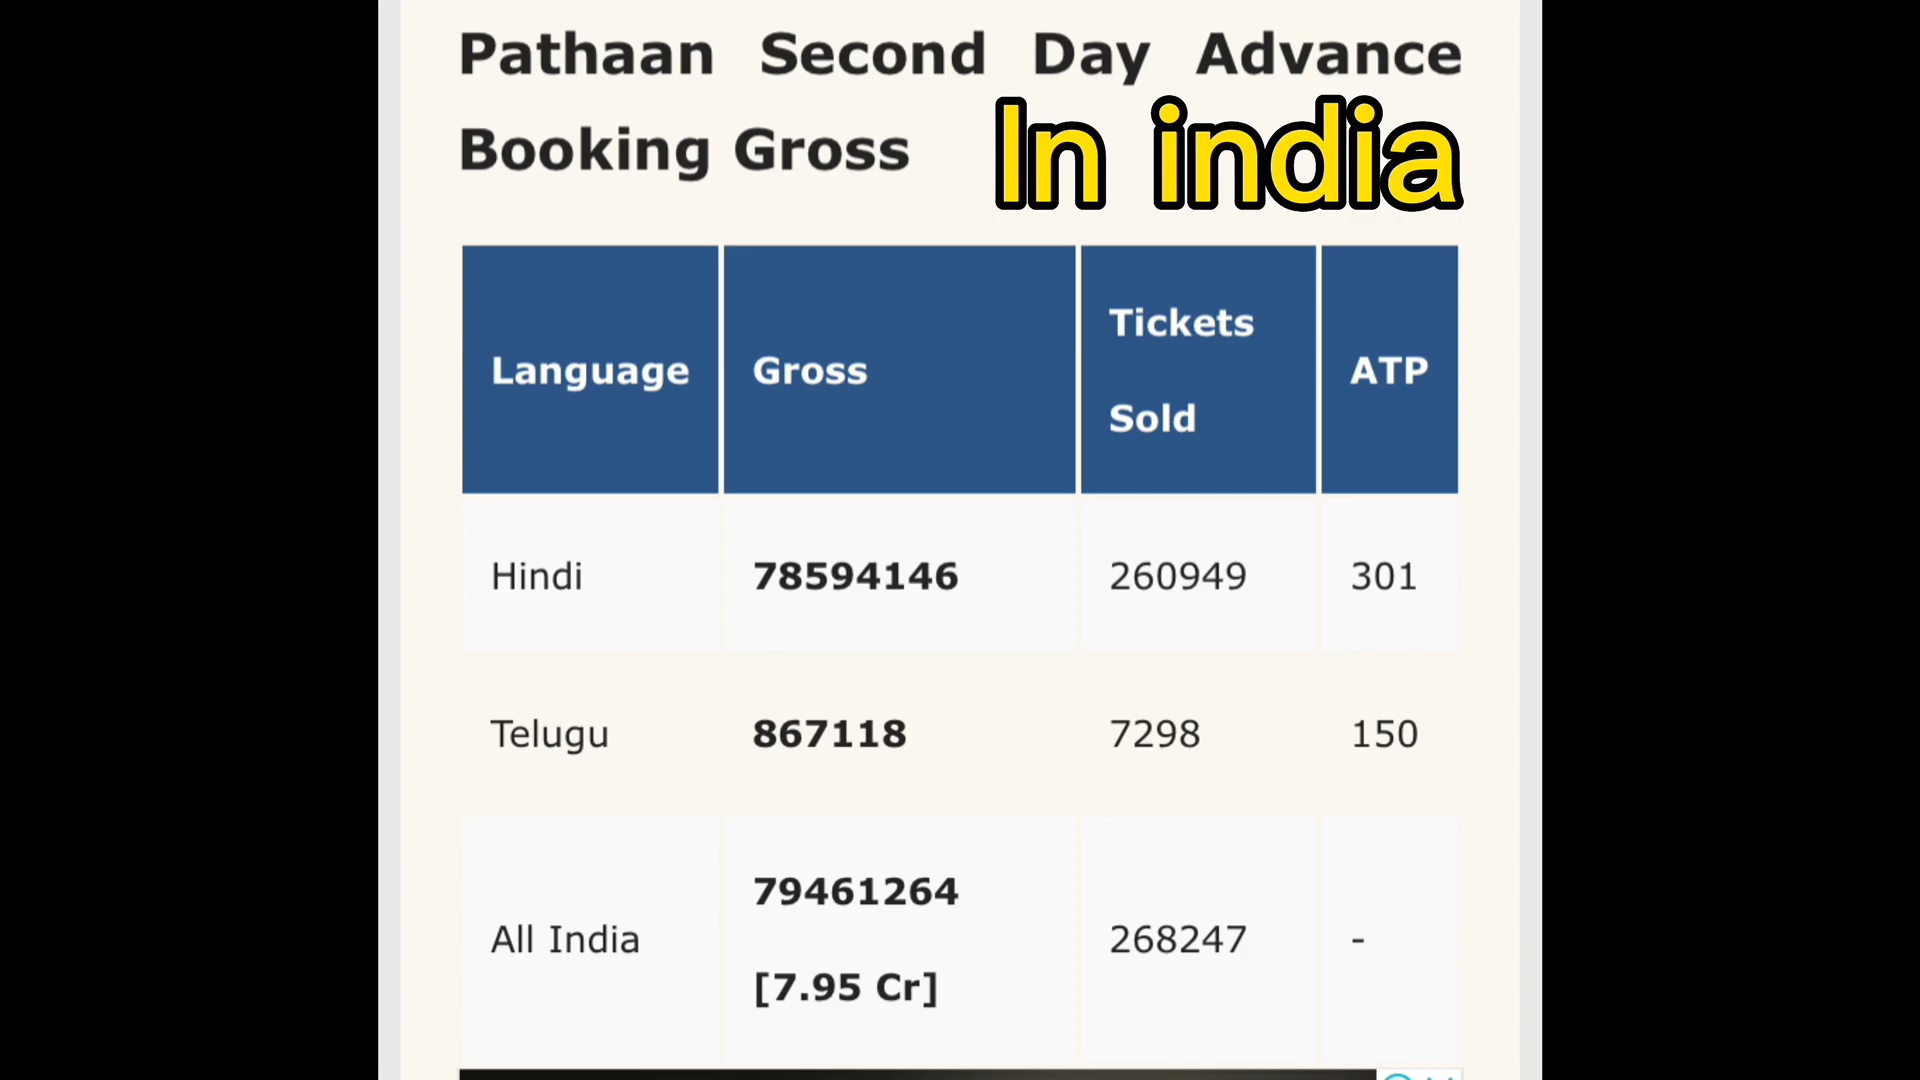 Pathaan Second Day Advance
Booking Gross In india
Language Gross Tickets Sold ATP
Hindi 78594146 260949 301
Telugu 867118 7298 150
All India 79461264 [7.95 Cr] 268247 -